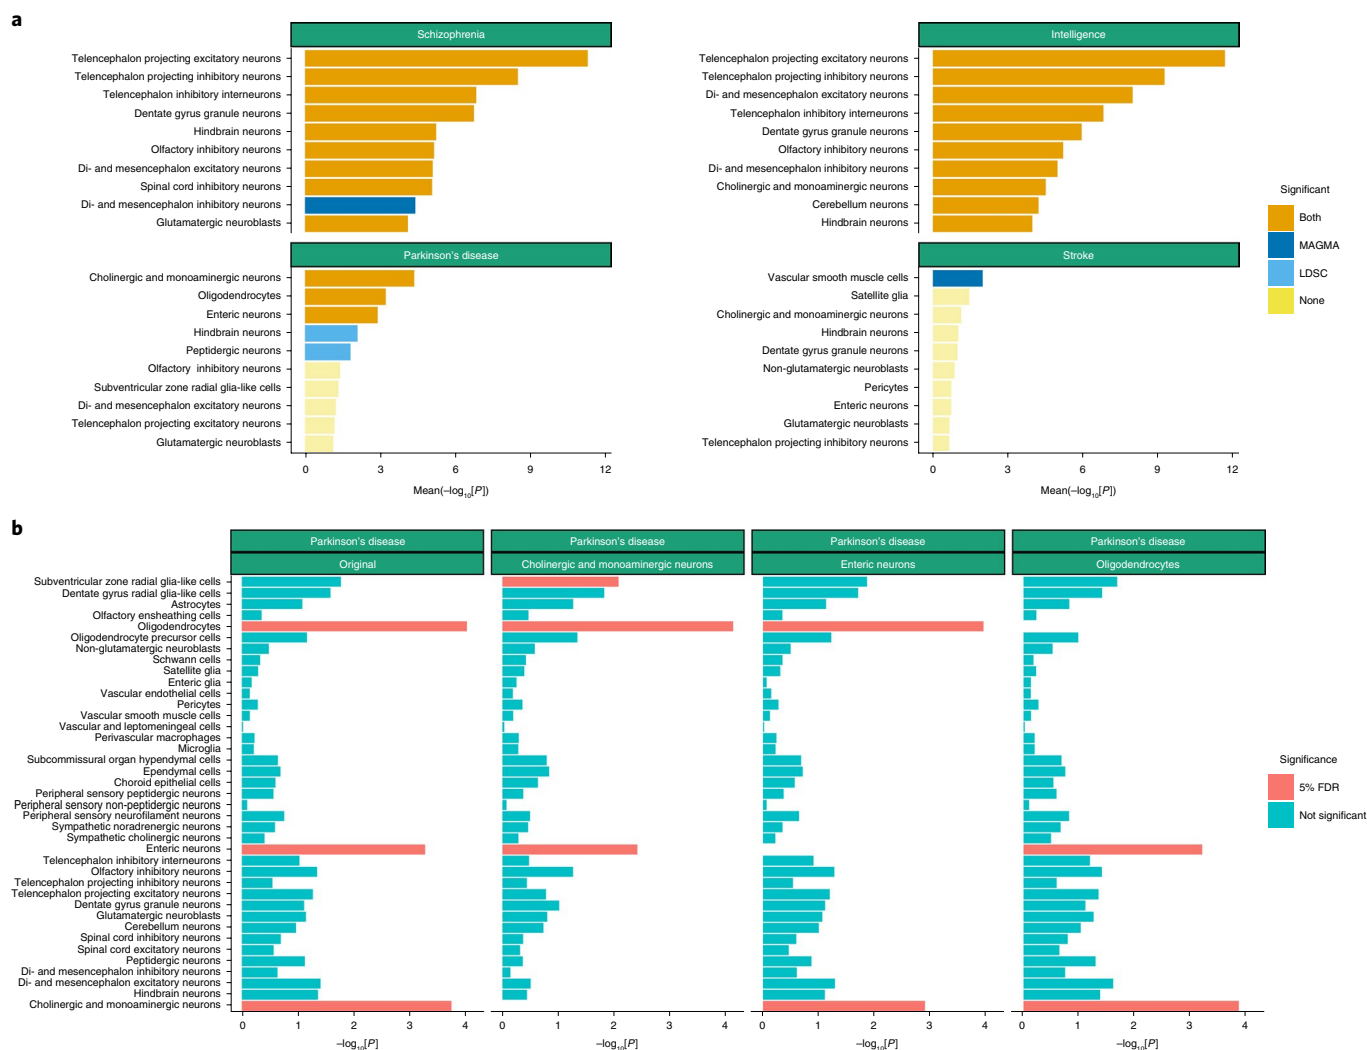 a
Schizophrenia
Telencephalon projecting excitatory neurons
Telencephalon projecting inhibitory neurons
Telencephalon inhibitory interneurons
Dentate gyrus granule neurons
Hindbrain neurons
Olfactory inhibitory neurons
Di- and mesencephalon excitatory neurons
Spinal cord inhibitory neurons
Di- and mesencephalon inhibitory neurons
Glutamatergic neuroblasts
Intelligence
Telencephalon projecting excitatory neurons
Telencephalon projecting inhibitory neurons
Di- and mesencephalon excitatory neurons
Telencephalon inhibitory interneurons
Dentate gyrus granule neurons
Olfactory inhibitory neurons
Di- and mesencephalon inhibitory neurons
Cholinergic and monoaminergic neurons
Cerebellum neurons
Hindbrain neurons
Significant
Both
MAGMA
LDSC
None
Parkinson's disease
Cholinergic and monoaminergic neurons
Oligodendrocytes
Enteric neurons
Hindbrain neurons
Peptidergic neurons
Olfactory inhibitory neurons
Subventricular zone radial glia-like cells
Di- and mesencephalon excitatory neurons
Telencephalon projecting excitatory neurons
Glutamatergic neuroblasts
0 3 6 9 12
Mean(–log10[P])
Stroke
Vascular smooth muscle cells
Satellite glia
Cholinergic and monoaminergic neurons
Hindbrain neurons
Dentate gyrus granule neurons
Non-glutamatergic neuroblasts
Pericytes
Enteric neurons
Glutamatergic neuroblasts
Telencephalon projecting inhibitory neurons
0 3 6 9 12
Mean(–log10[P])
b
Parkinson's disease Parkinson's disease Parkinson's disease Parkinson's disease
Original Cholinergic and monoaminergic neurons Enteric neurons Oligodendrocytes
Subventricular zone radial glia-like cells
Dentate gyrus radial glia-like cells
Astrocytes
Olfactory ensheathing cells
Oligodendrocytes
Oligodendrocyte precursor cells
Non-glutamatergic neuroblasts
Schwann cells
Satellite glia
Enteric glia
Vascular endothelial cells
Pericytes
Vascular smooth muscle cells
Vascular and leptomeningeal cells
Perivascular macrophages
Microglia
Subcommissural organ hypendymal cells
Ependymal cells
Choroid epithelial cells
Peripheral sensory peptidergic neurons
Peripheral sensory non-peptidergic neurons
Peripheral sensory neurofilament neurons
Sympathetic noradrenergic neurons
Sympathetic cholinergic neurons
Enteric neurons
Telencephalon inhibitory interneurons
Olfactory inhibitory neurons
Telencephalon projecting inhibitory neurons
Telencephalon projecting excitatory neurons
Dentate gyrus granule neurons
Glutamatergic neuroblasts
Cerebellum neurons
Spinal cord inhibitory neurons
Spinal cord excitatory neurons
Peptidergic neurons
Di- and mesencephalon inhibitory neurons
Di- and mesencephalon excitatory neurons
Hindbrain neurons
Cholinergic and monoaminergic neurons
0 1 2 3 4 0 1 2 3 4 0 1 2 3 4 0 1 2 3 4
–log10[P] –log10[P] –log10[P] –log10[P]
Significance
5% FDR
Not significant